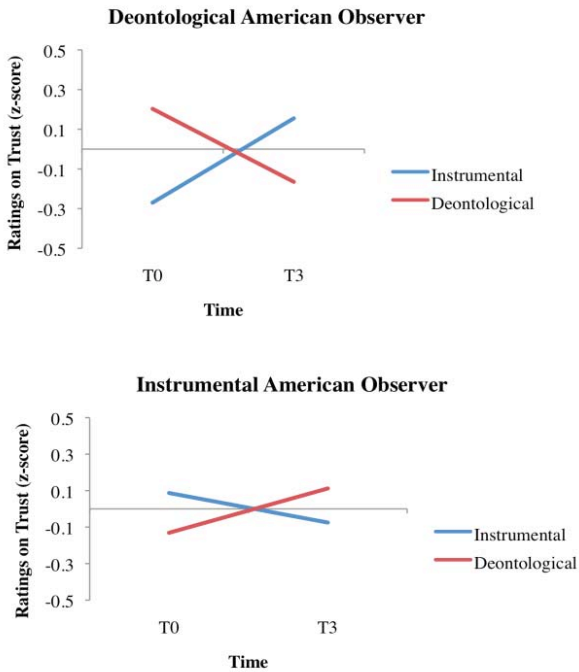 Deontological American Observer
Ratings on Trust (z-score)
0.5
0.3
0.1
-0.1
-0.3
-0.5
T0 T3
Time
Instrumental
Deontological
Instrumental American Observer
Ratings on Trust (z-score)
0.5
0.3
0.1
-0.1
-0.3
-0.5
T0 T3
Time
Instrumental
Deontological